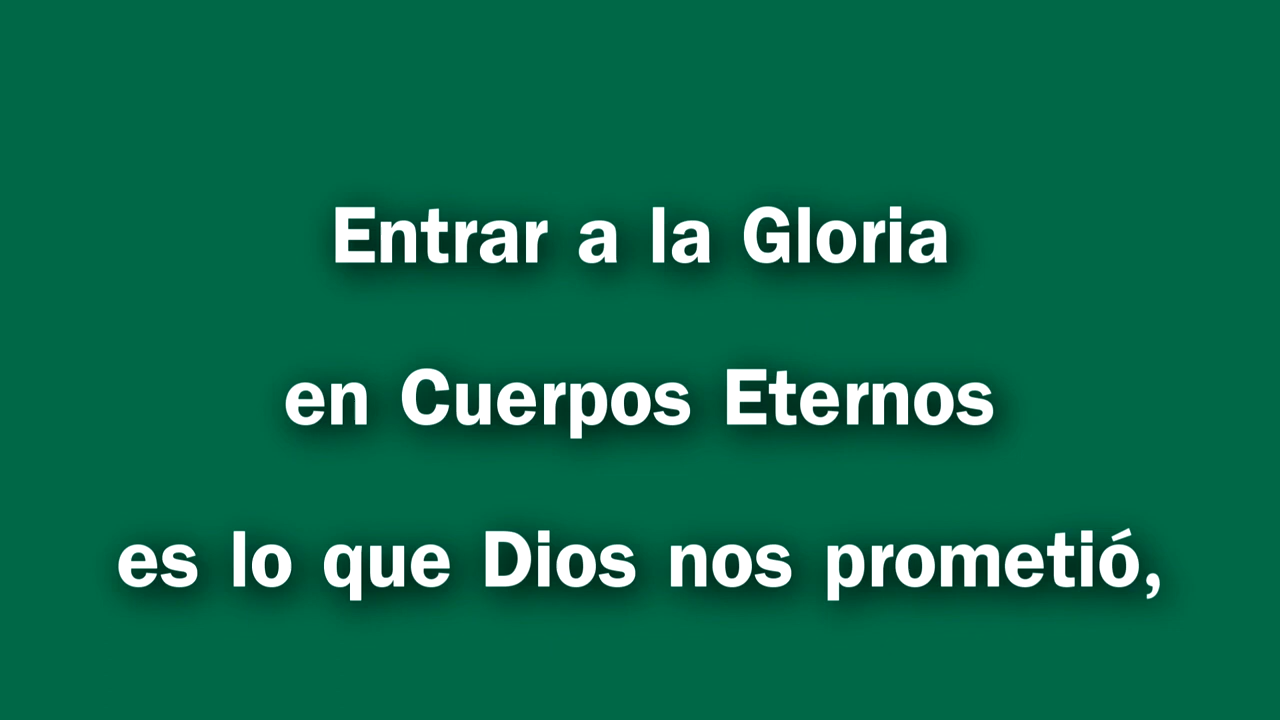 Entrar a la Gloria
en Cuerpos Eternos
es lo que Dios nos prometió,